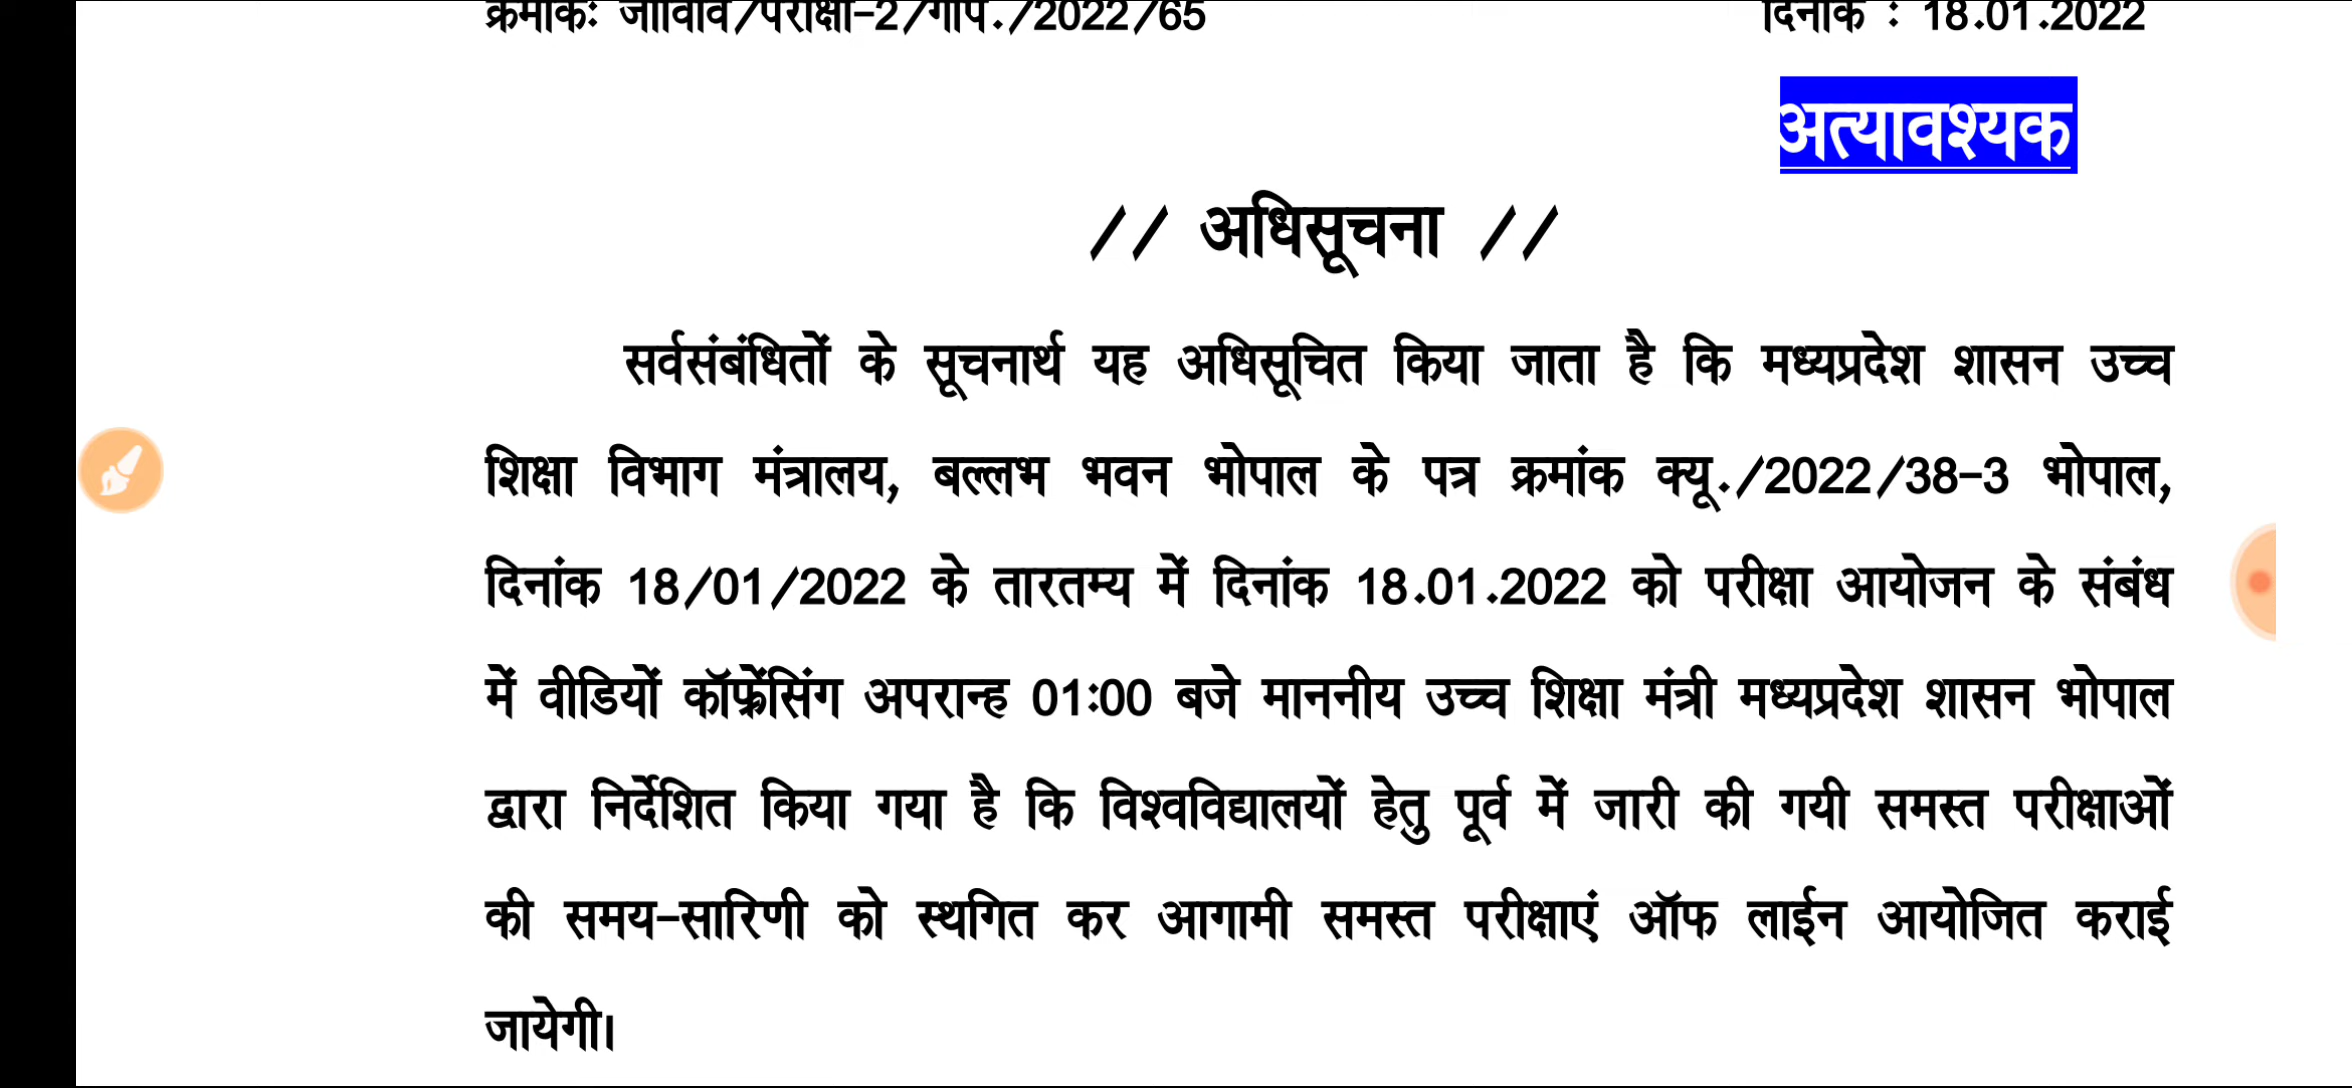 क्रमांकः जीविवि/परीक्षा-2/गोप./2022/65 दिनांक : 18.01.2022
अत्यावश्यक
// अधिसूचना //
सर्वसंबंधितों के सूचनार्थ यह अधिसूचित किया जाता है कि मध्यप्रदेश शासन उच्च
शिक्षा विभाग मंत्रालय, बल्लभ भवन भोपाल के पत्र क्रमांक क्यू./2022/38-3 भोपाल,
दिनांक 18/01/2022 के तारतम्य में दिनांक 18.01.2022 को परीक्षा आयोजन के संबंध
में वीडियों कॉफ्रेंसिंग अपरान्ह 01:00 बजे माननीय उच्च शिक्षा मंत्री मध्यप्रदेश शासन भोपाल
द्वारा निर्देशित किया गया है कि विश्वविद्यालयों हेतु पूर्व में जारी की गयी समस्त परीक्षाओं
की समय-सारिणी को स्थगित कर आगामी समस्त परीक्षाएं ऑफ लाईन आयोजित कराई
जायेगी।